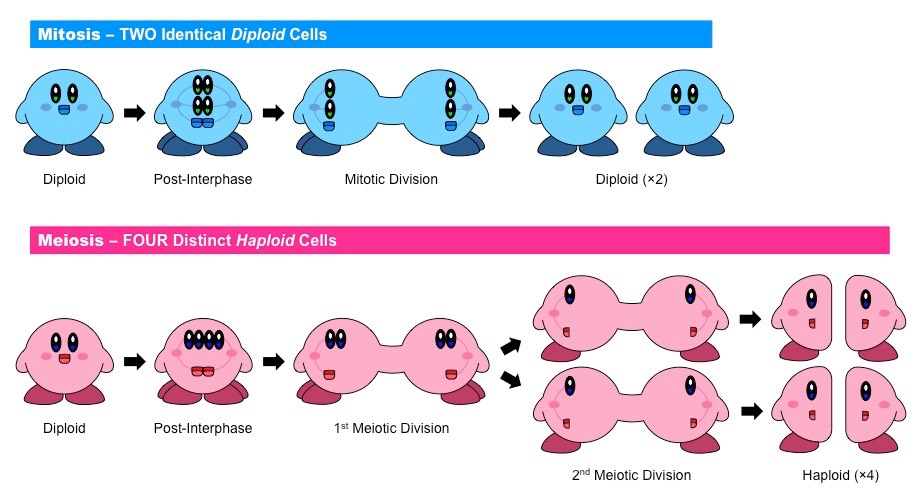 Mitosis – TWO Identical Diploid Cells
Diploid
Post-Interphase
Mitotic Division
Diploid (×2)
Meiosis – FOUR Distinct Haploid Cells
Diploid
Post-Interphase
1st Meiotic Division
2nd Meiotic Division
Haploid (×4)